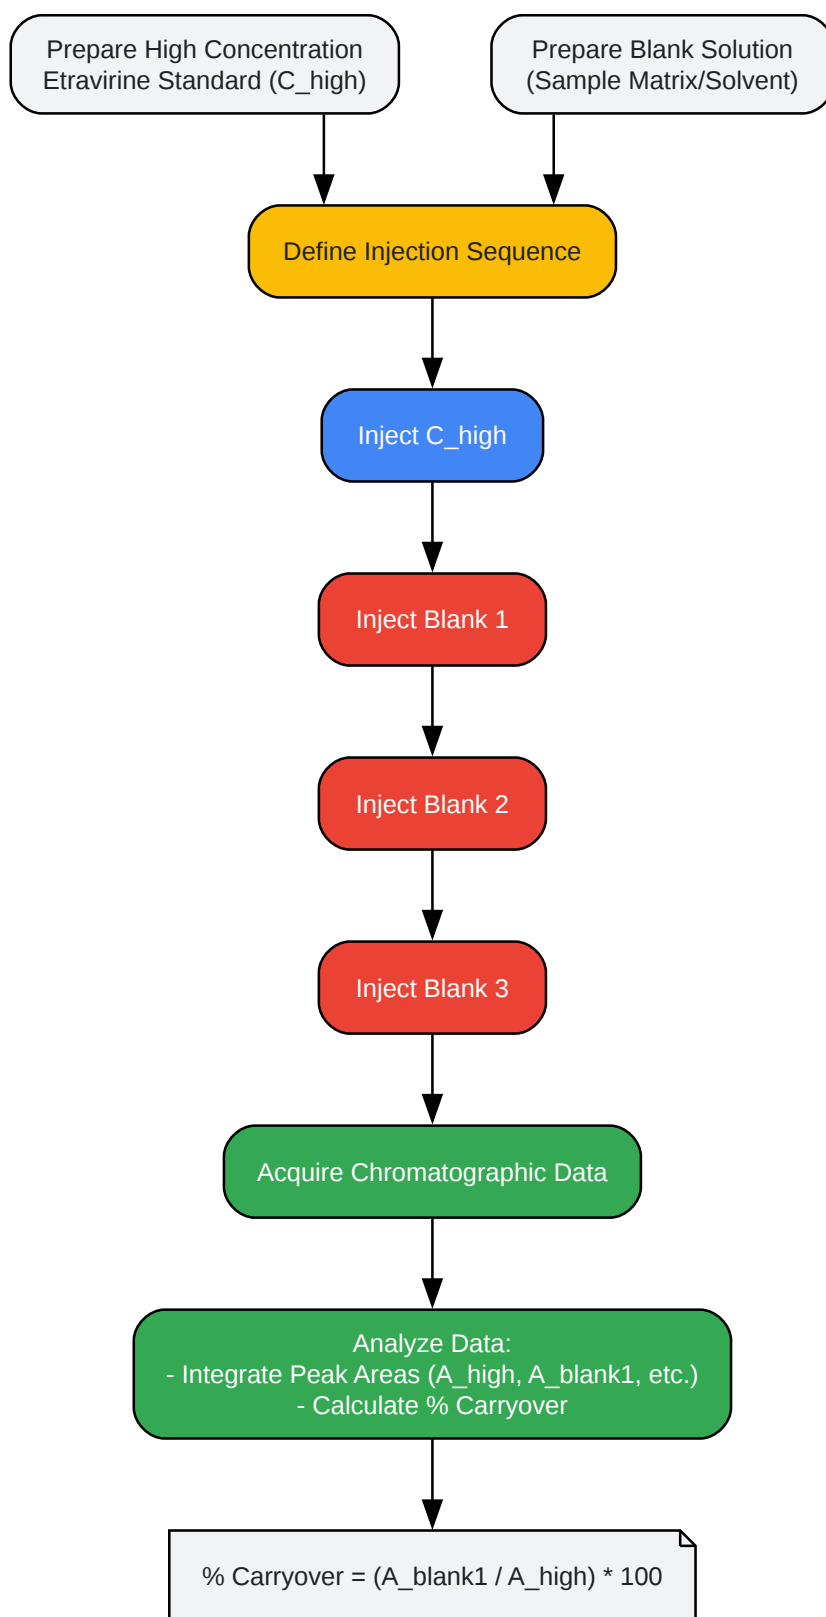 Prepare High Concentration
Etravirine Standard (C_high)
Prepare Blank Solution
(Sample Matrix/Solvent)
Define Injection Sequence
Inject C_high
Inject Blank 1
Inject Blank 2
Inject Blank 3
Acquire Chromatographic Data
Analyze Data:
- Integrate Peak Areas (A_high, A_blank1, etc.)
- Calculate % Carryover
% Carryover = (A_blank1 / A_high) * 100